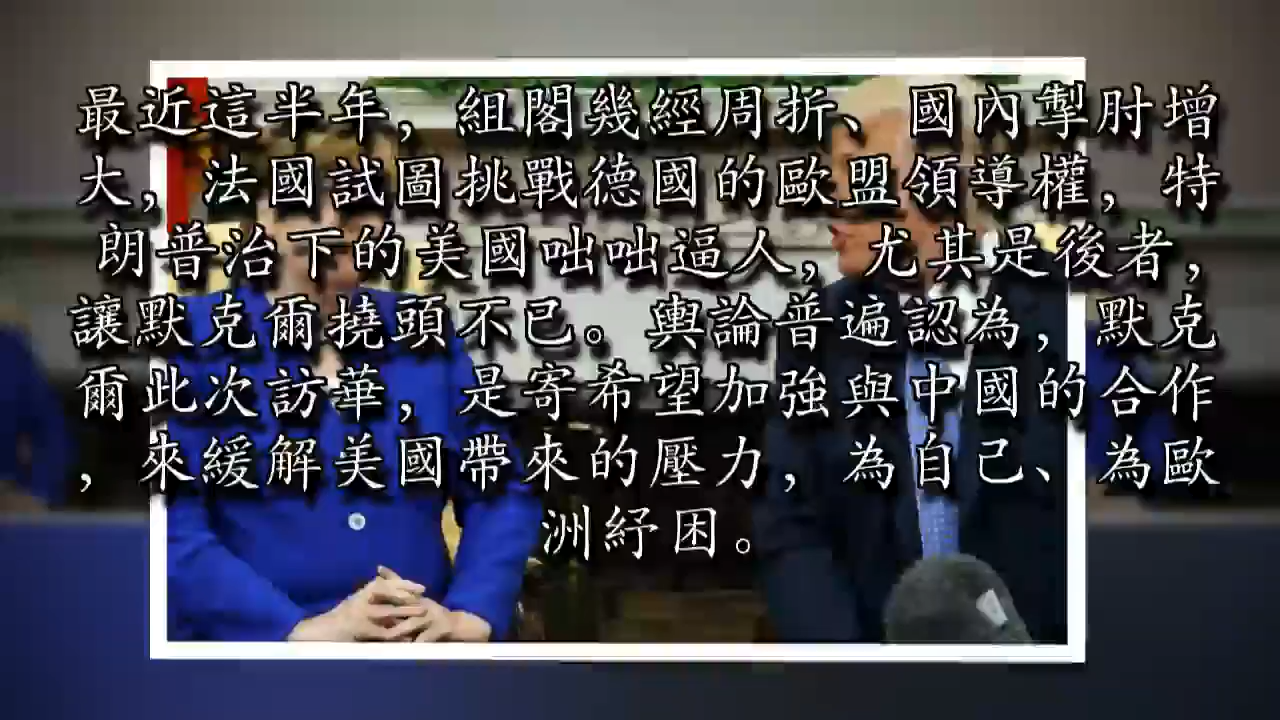 最近這半年，組閣幾經周折、國內掣肘增
大，法國試圖挑戰德國的歐盟領導權，特
朗普治下的美國咄咄逼人，尤其是後者，
讓默克爾撓頭不已。輿論普遍認為，默克
爾此次訪華，是寄希望加強與中國的合作
，來緩解美國帶來的壓力，為自己、為歐
洲紓困。